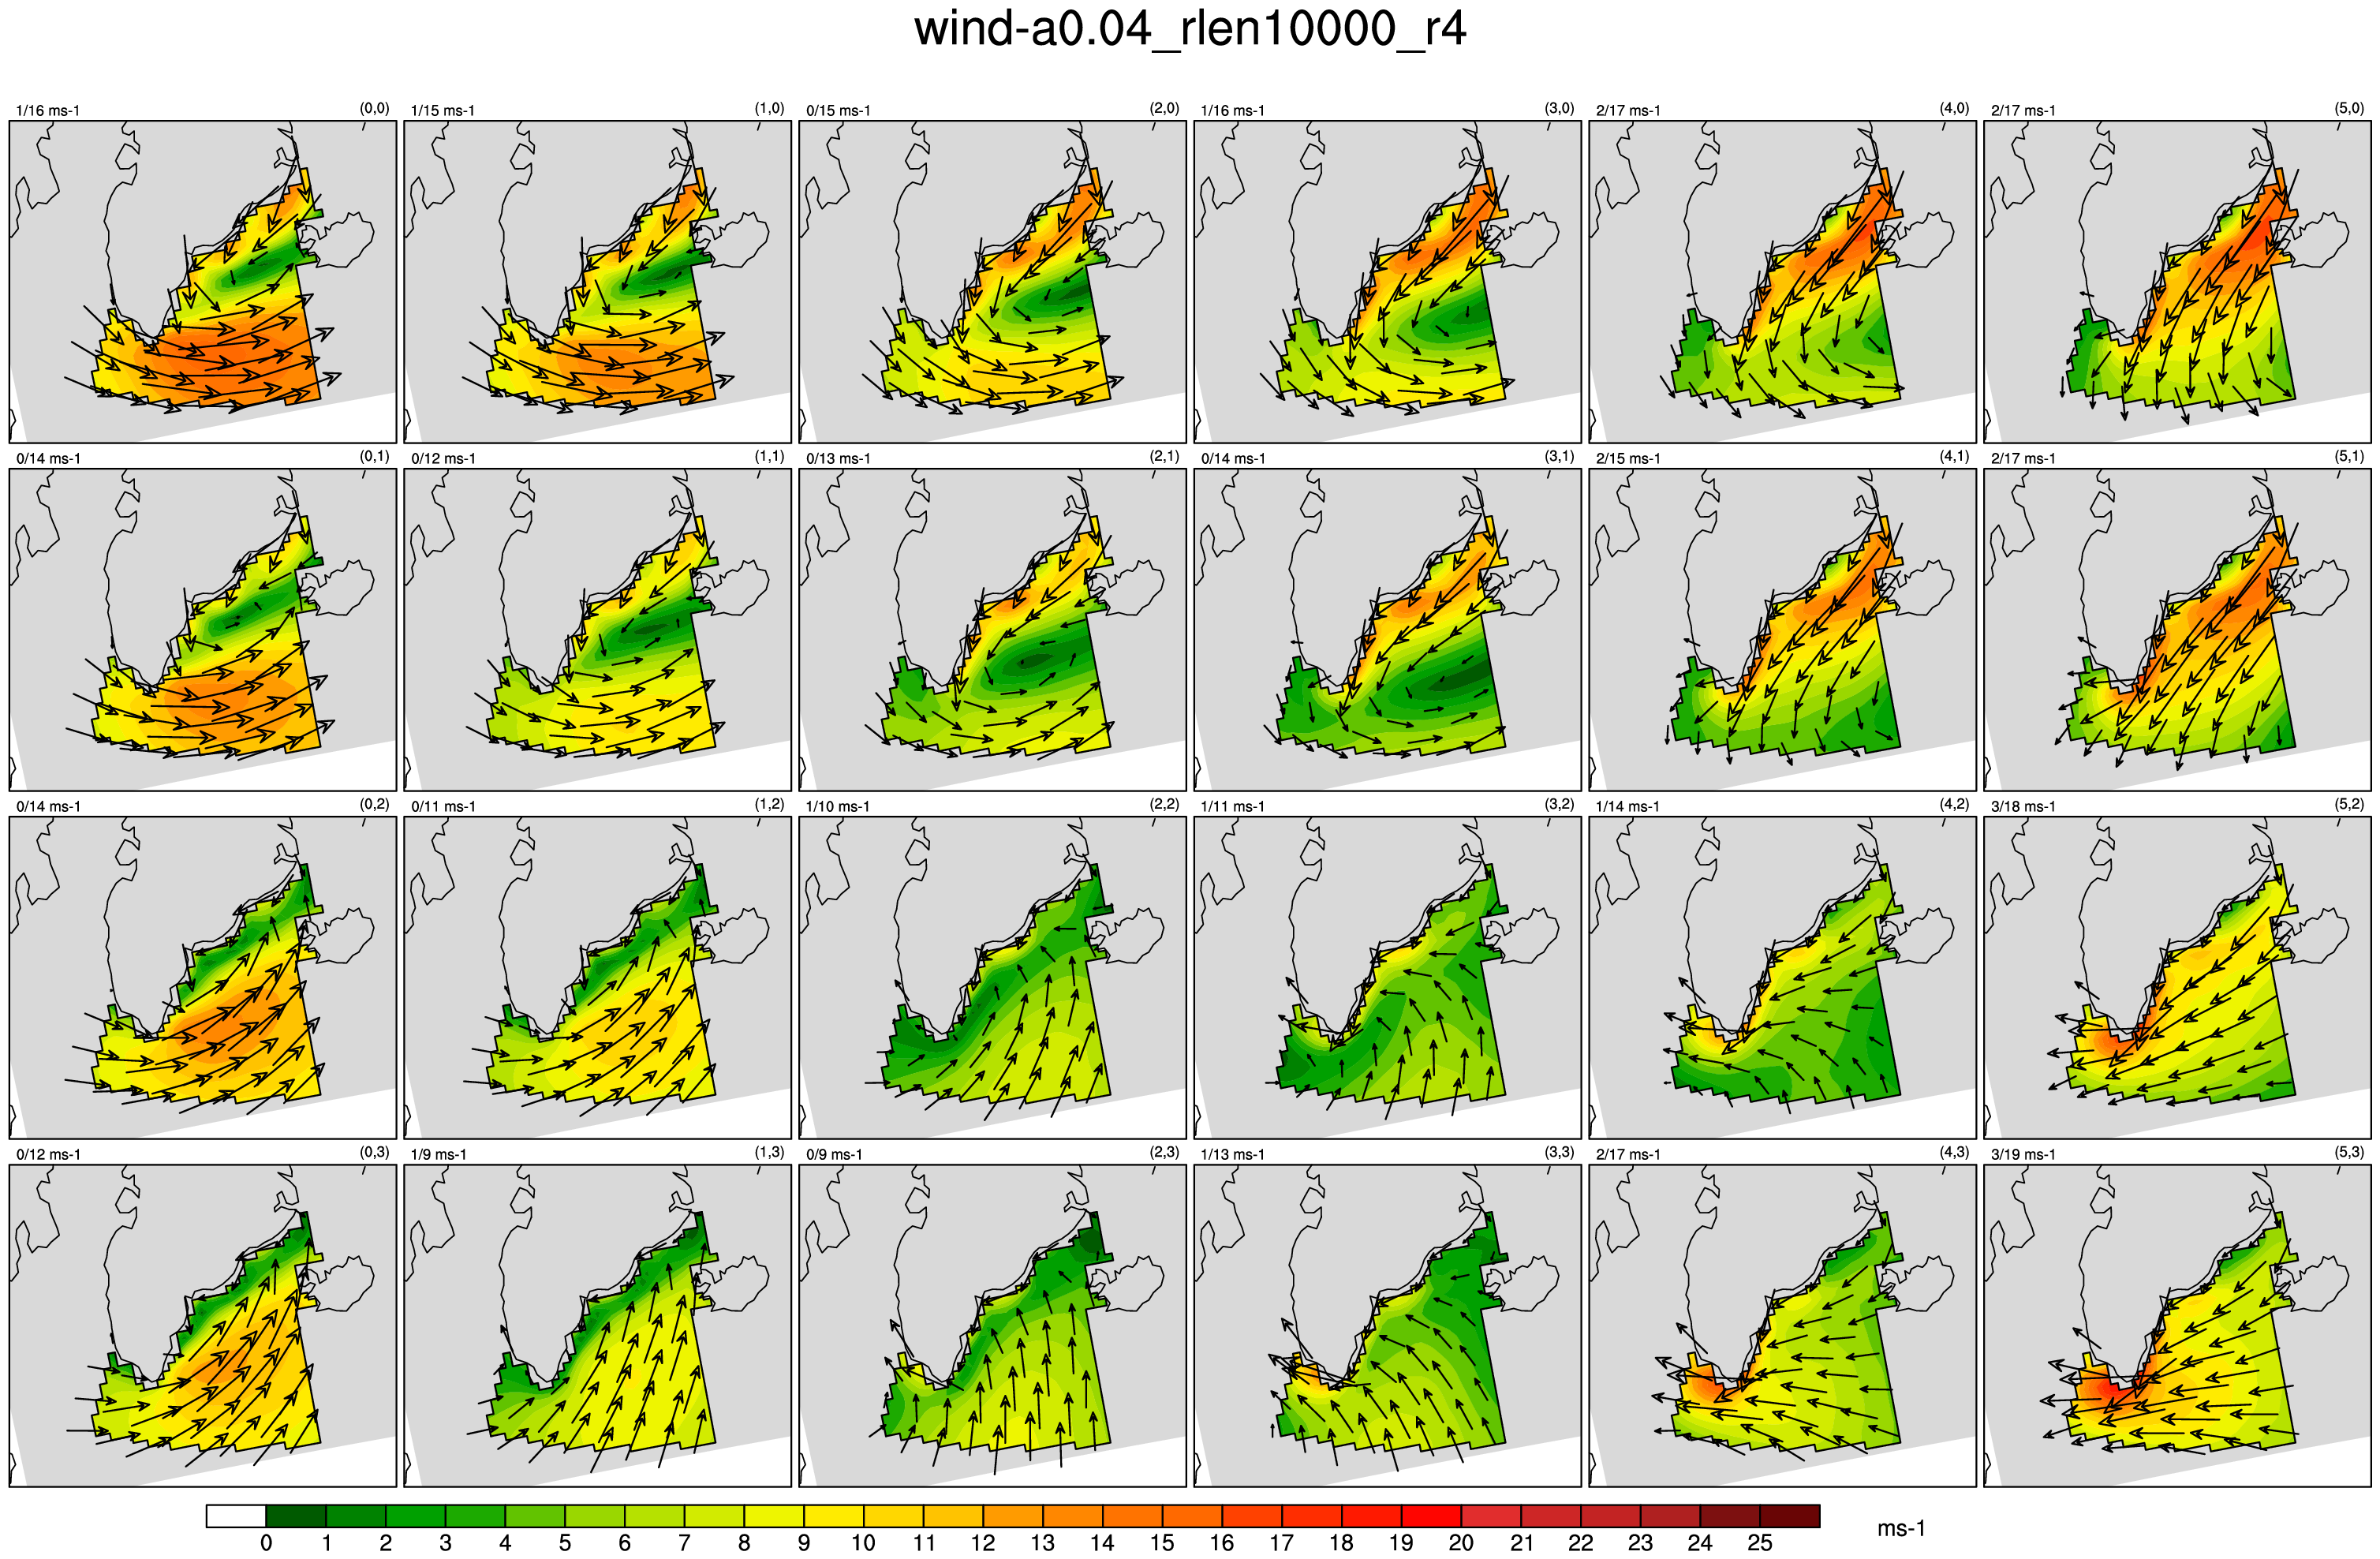 wind-a0.04_rlen10000_r4
1/16 ms-1 (0,0) 1/15 ms-1 (1,0) 0/15 ms-1 (2,0) 1/16 ms-1 (3,0) 2/17 ms-1 (4,0) 2/17 ms-1 (5,0)
0/14 ms-1 (0,1) 0/12 ms-1 (1,1) 0/13 ms-1 (2,1) 0/14 ms-1 (3,1) 2/15 ms-1 (4,1) 2/17 ms-1 (5,1)
0/14 ms-1 (0,2) 0/11 ms-1 (1,2) 1/10 ms-1 (2,2) 1/11 ms-1 (3,2) 1/14 ms-1 (4,2) 3/18 ms-1 (5,2)
0/12 ms-1 (0,3) 1/9 ms-1 (1,3) 0/9 ms-1 (2,3) 1/13 ms-1 (3,3) 2/17 ms-1 (4,3) 3/19 ms-1 (5,3)
0 1 2 3 4 5 6 7 8 9 10 11 12 13 14 15 16 17 18 19 20 21 22 23 24 25 ms-1